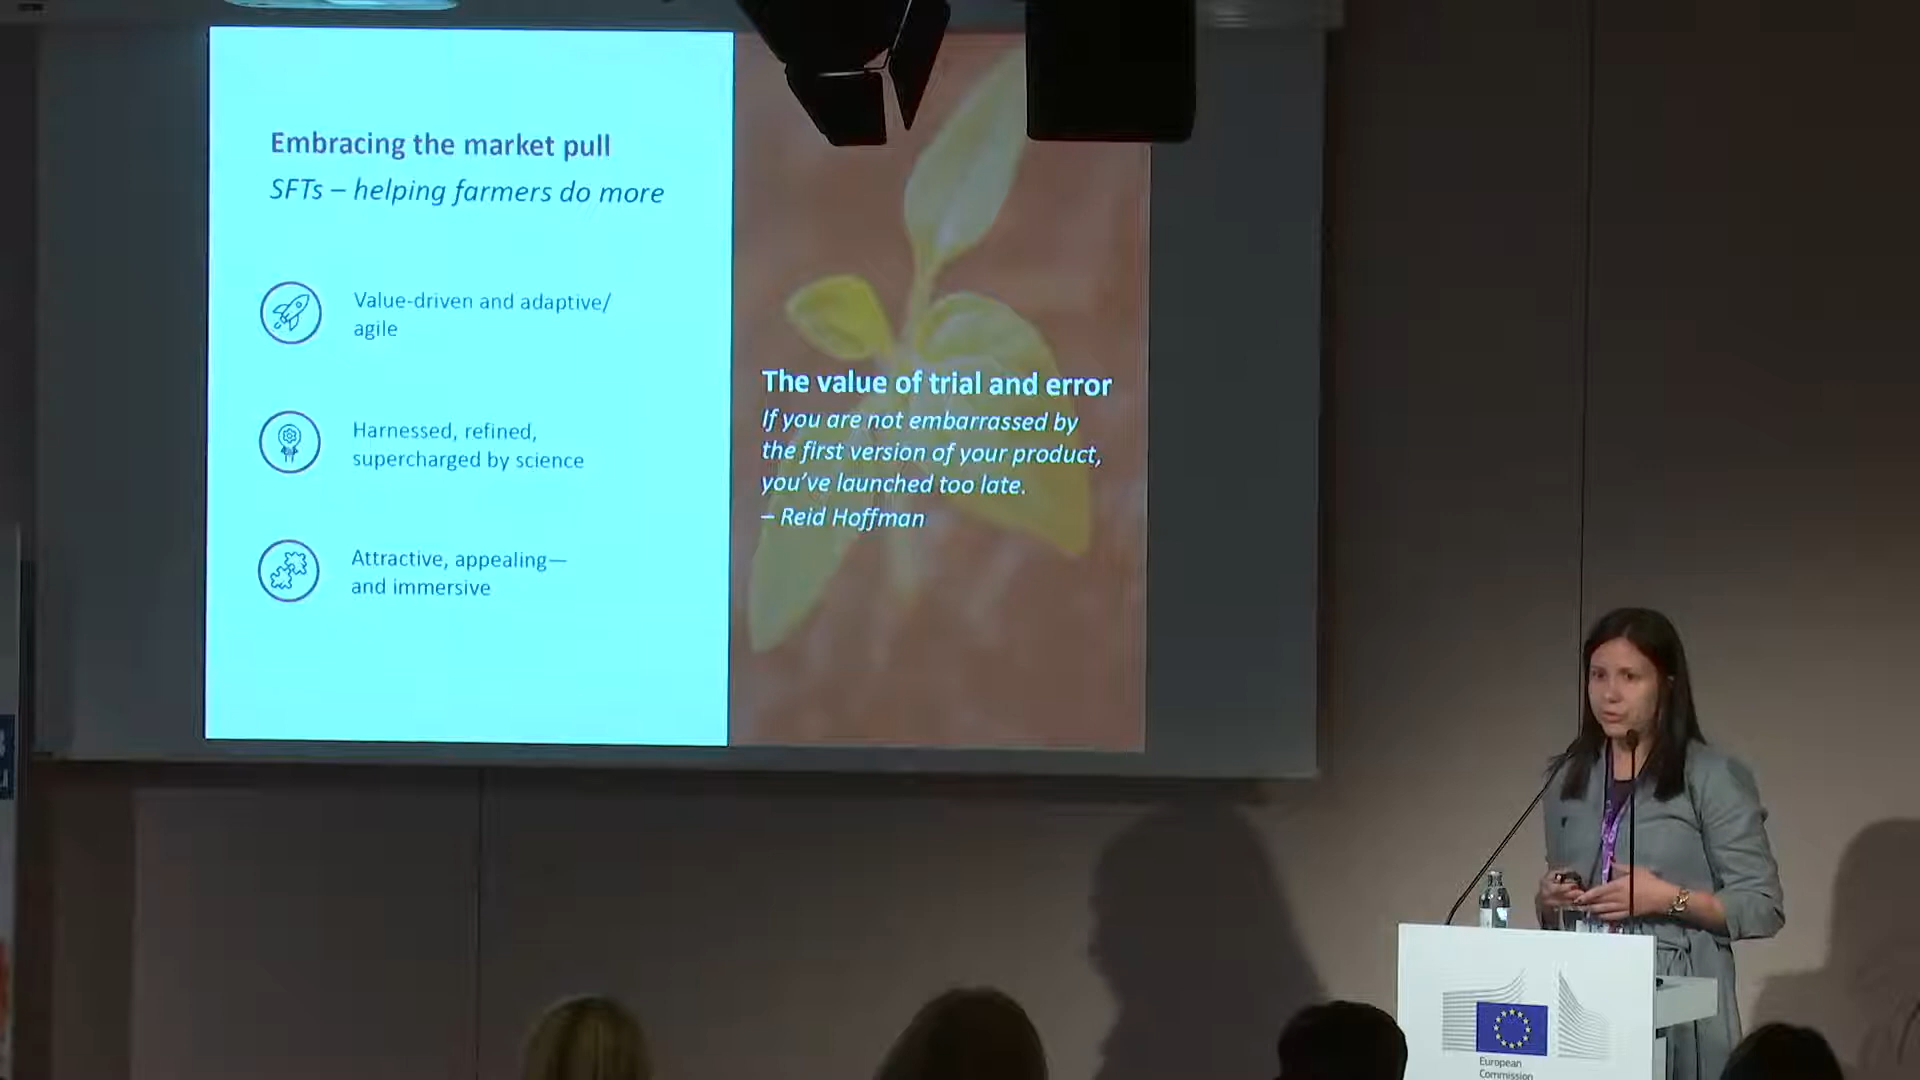 Embracing the market pull
SFTs – helping farmers do more
Value-driven and adaptive/
agile
Harnessed, refined,
supercharged by science
Attractive, appealing—
and immersive
The value of trial and error
If you are not embarrassed by
the first version of your product,
you’ve launched too late.
– Reid Hoffman
European
Commission